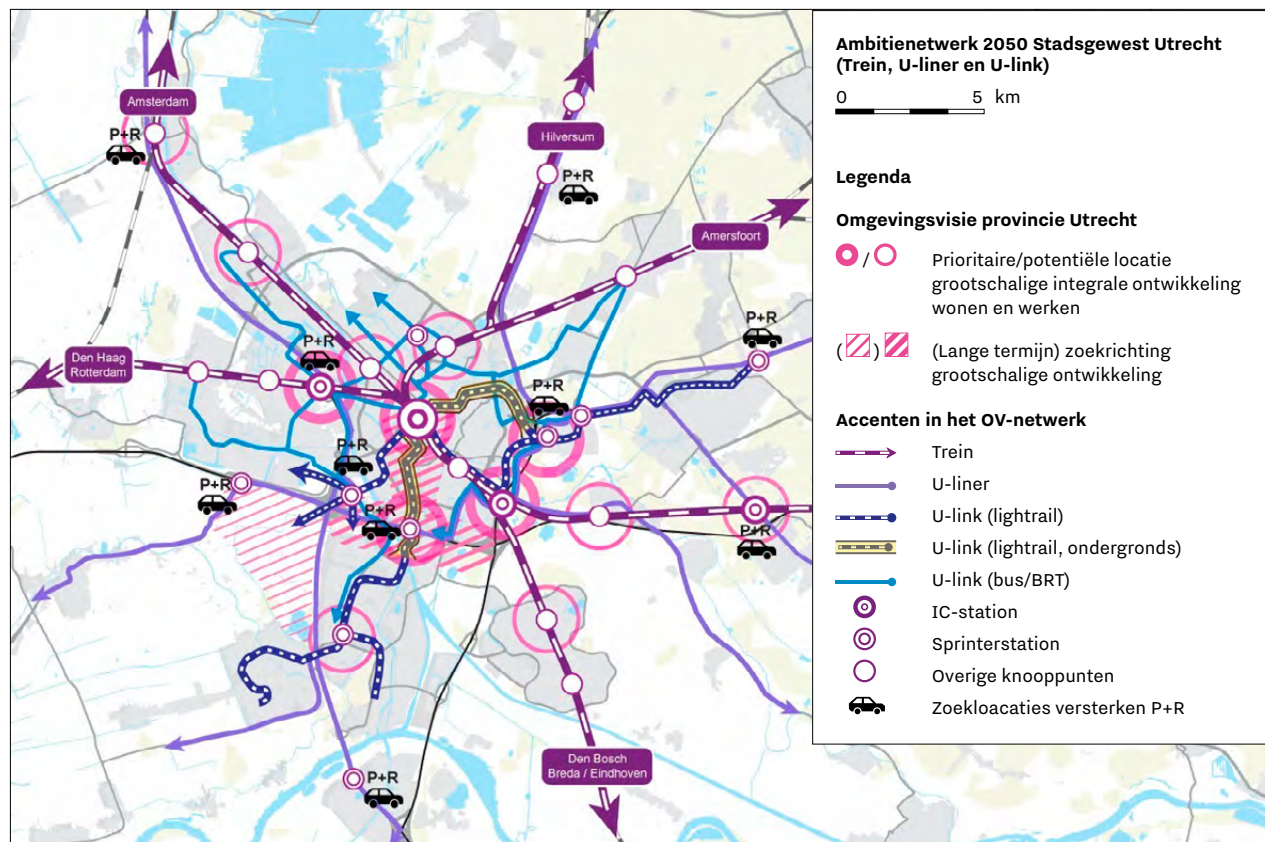 Amsterdam
P+R
Hilversum
P+R
Amersfoort
P+R
P+R
Den Haag
Rotterdam
P+R
P+R
P+R
P+R
P+R
Den Bosch
Breda / Eindhoven
P+R
Ambitienetwerk 2050 Stadsgewest Utrecht
(Trein, U-liner en U-link)
0 5 km
Legenda
Omgevingsvisie provincie Utrecht
/ Prioritaire/potentiële locatie
grootschalige integrale ontwikkeling
wonen en werken
( ) (Lange termijn) zoekrichting
grootschalige ontwikkeling
Accenten in het OV-netwerk
Trein
U-liner
U-link (lightrail)
U-link (lightrail, ondergronds)
U-link (bus/BRT)
IC-station
Sprinterstation
Overige knooppunten
Zoekloacaties versterken P+R